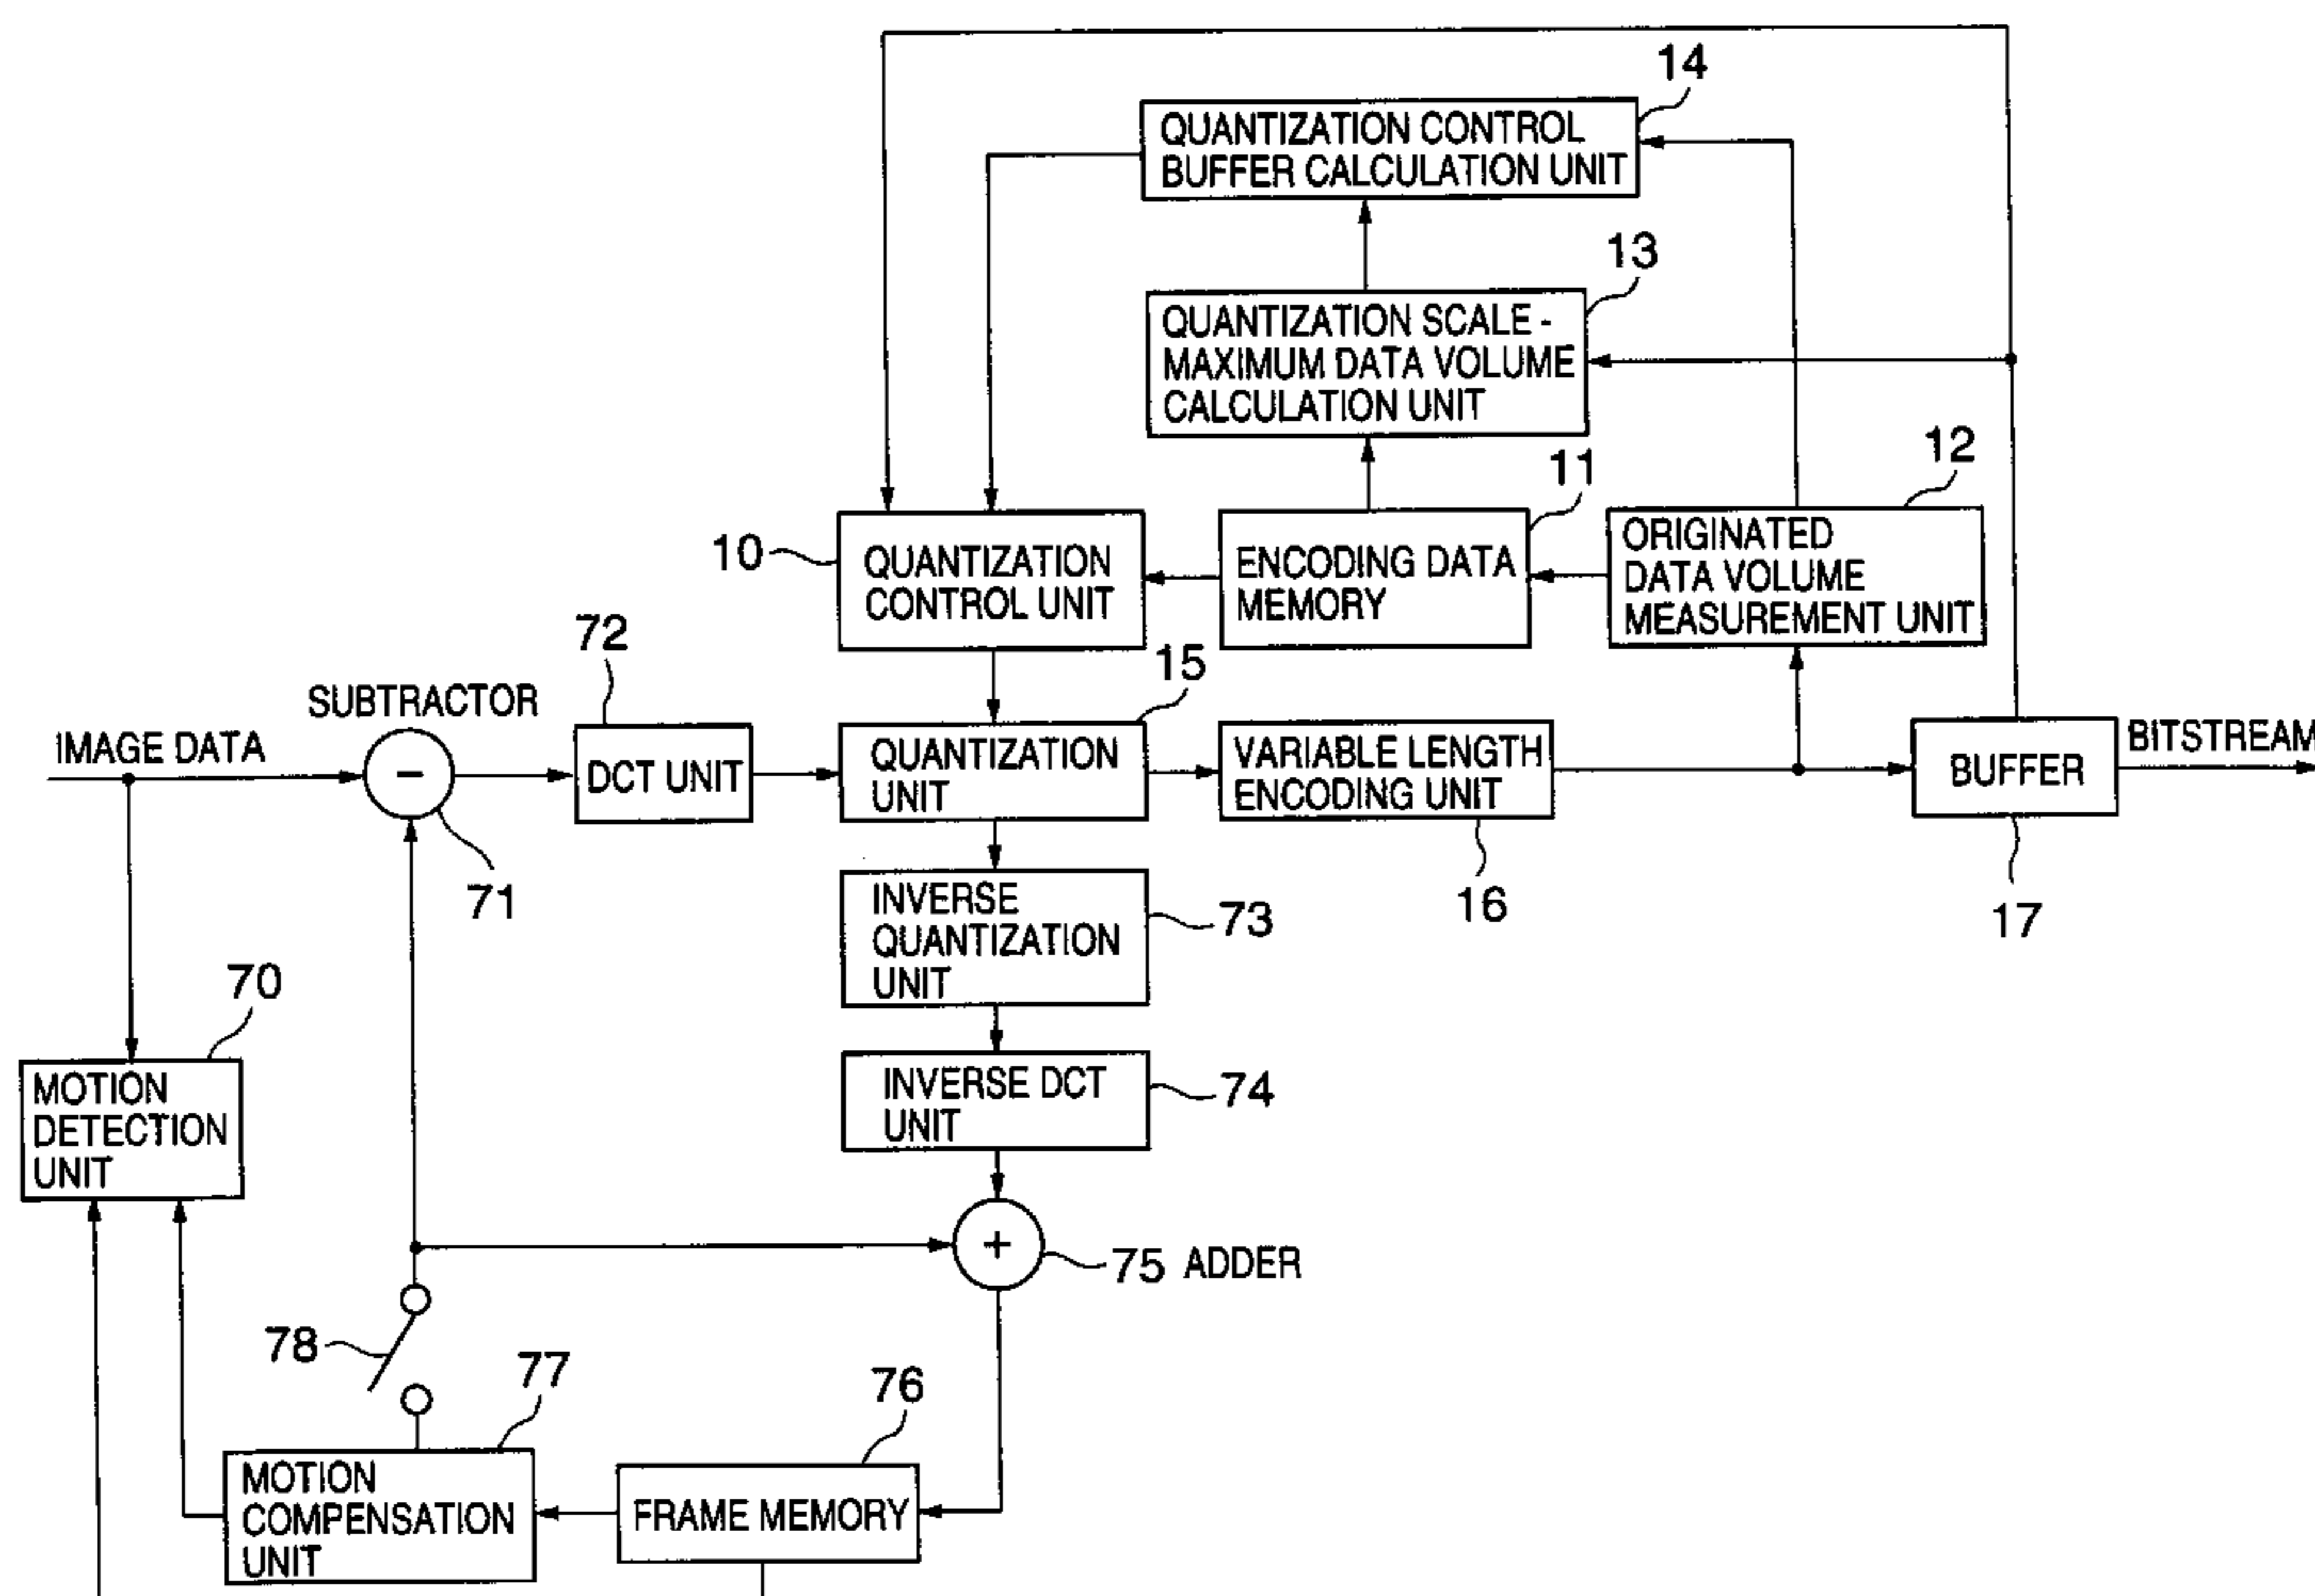 14
QUANTIZATION CONTROL
BUFFER CALCULATION UNIT
13
QUANTIZATION SCALE -
MAXIMUM DATA VOLUME
CALCULATION UNIT
11
12
10
QUANTIZATION
CONTROL UNIT
ENCODING DATA
MEMORY
ORIGINATED
DATA VOLUME
MEASUREMENT UNIT
72
15
SUBTRACTOR
IMAGE DATA
-
DCT UNIT
QUANTIZATION
UNIT
VARIABLE LENGTH
ENCODING UNIT
BUFFER
BITSTREAM
71
16
17
INVERSE
QUANTIZATION
UNIT
73
70
MOTION
DETECTION
UNIT
INVERSE DCT
UNIT
74
+
75 ADDER
78
77
76
MOTION
COMPENSATION
UNIT
FRAME MEMORY